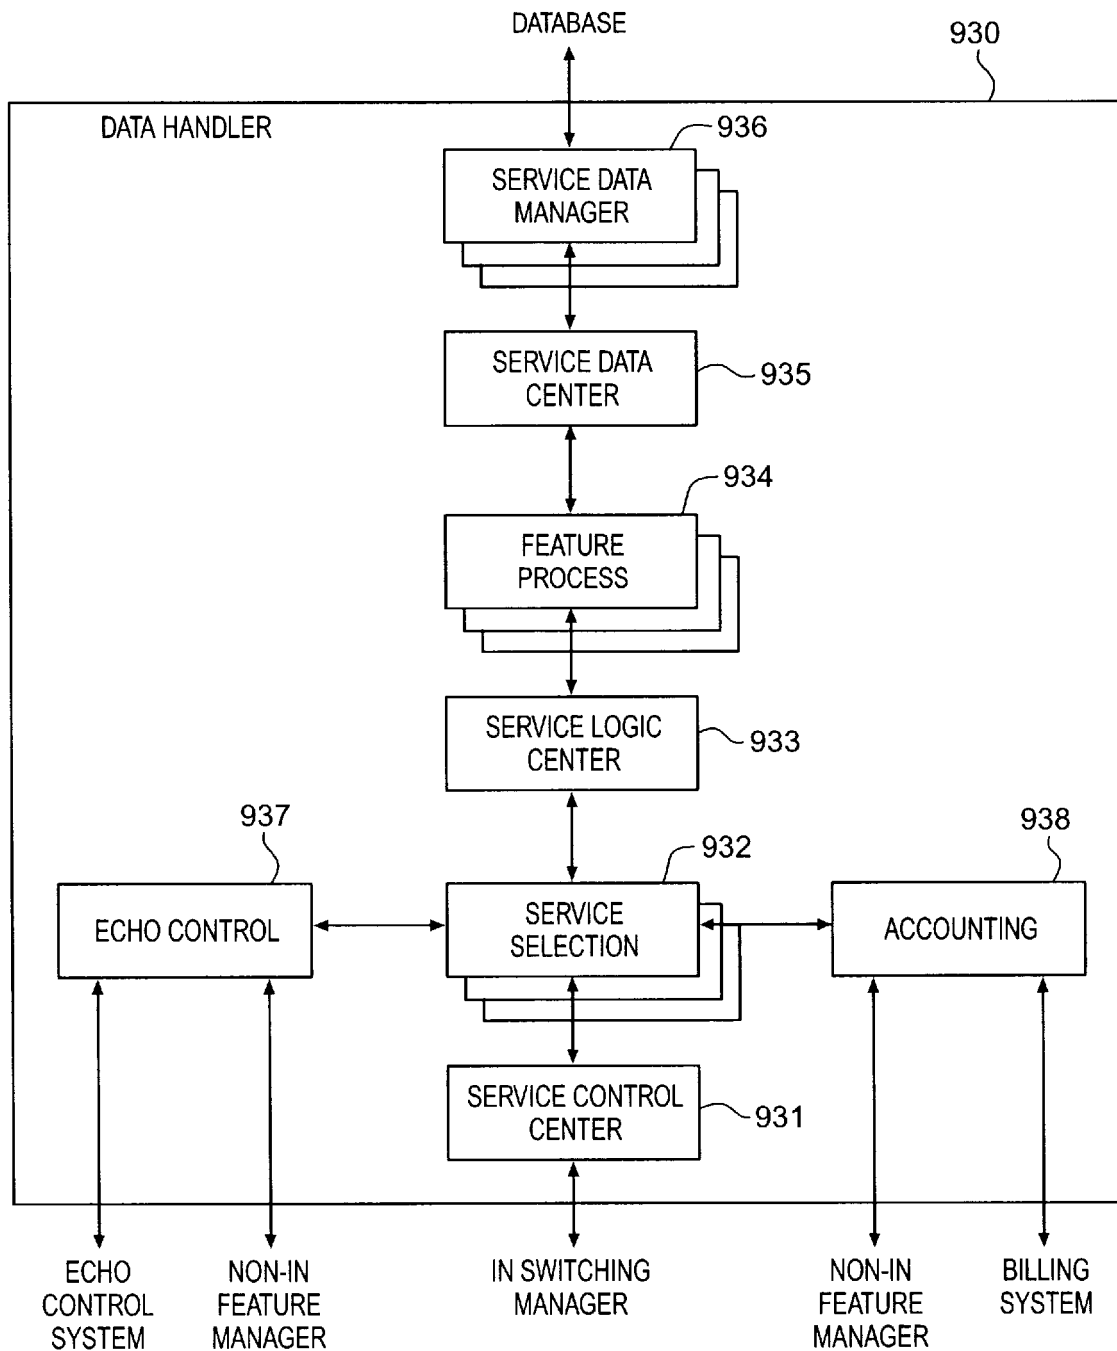 DATABASE
930
DATA HANDLER
936
SERVICE DATA
MANAGER
SERVICE DATA
CENTER
935
934
FEATURE
PROCESS
SERVICE LOGIC
CENTER
933
937
932
938
ECHO CONTROL
SERVICE
SELECTION
ACCOUNTING
SERVICE CONTROL
CENTER
931
ECHO
CONTROL
SYSTEM
NON-IN
FEATURE
MANAGER
IN SWITCHING
MANAGER
NON-IN
FEATURE
MANAGER
BILLING
SYSTEM